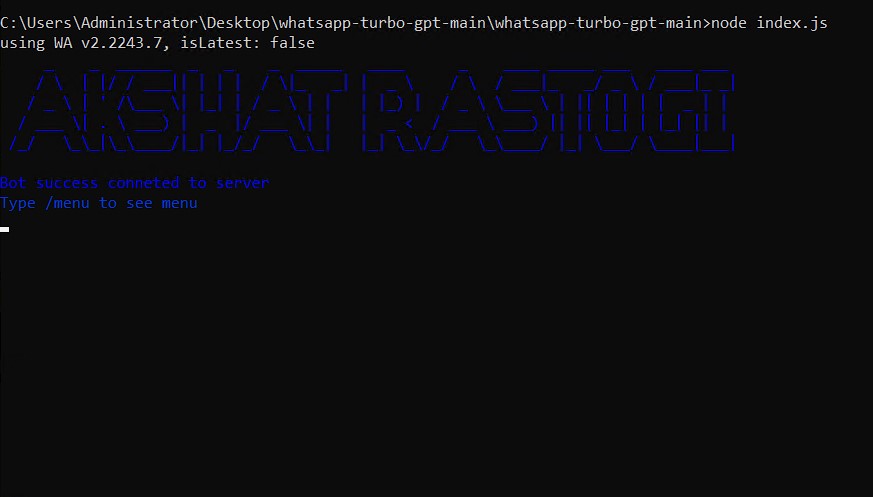 C:\Users\Administrator\Desktop\whatsapp-turbo-gpt-main\whatsapp-turbo-gpt-main>node index.js
using WA v2.2243.7, isLatest: false
AKSHAT RASTOGI
Bot success conneted to server
Type /menu to see menu